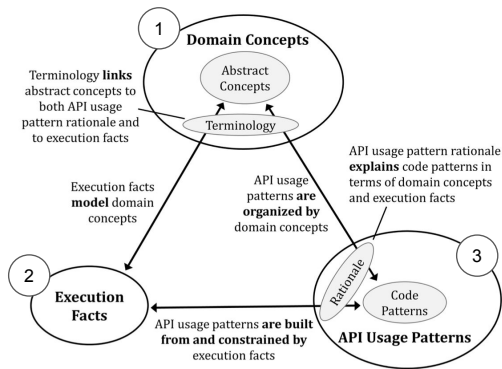 1
Domain Concepts
Abstract
Concepts
Terminology
Terminology links
abstract concepts to
both API usage
pattern rationale and
to execution facts
API usage pattern rationale
explains code patterns in
terms of domain concepts
and execution facts
Execution facts
model domain
concepts
API usage
patterns are
organized by
domain concepts
2
Execution
Facts
3
Rationale
Code
Patterns
API Usage Patterns
API usage patterns are built
from and constrained by
execution facts